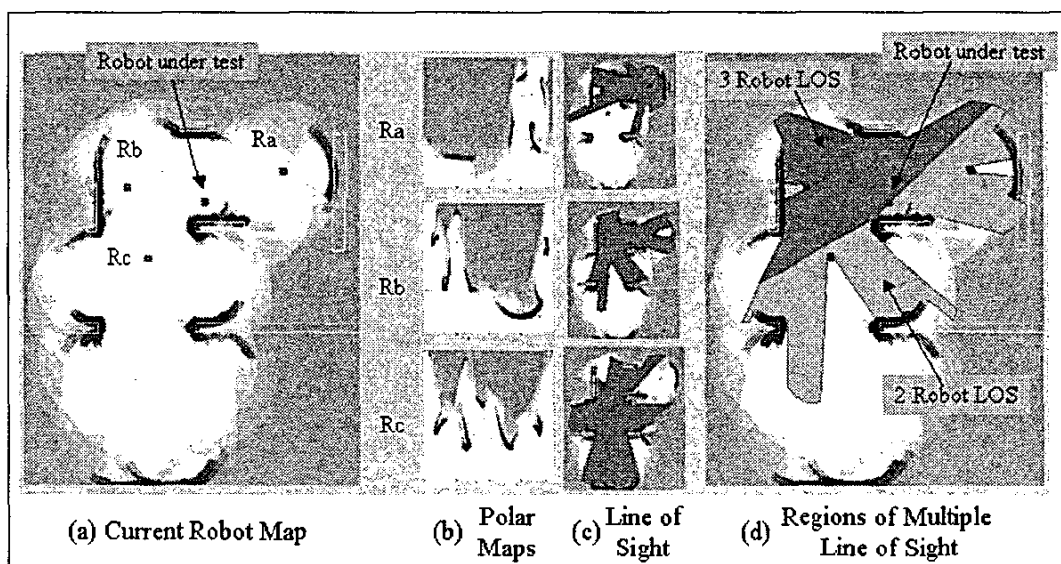 Robot under test
Rb
Ra
Rc
Ra
Rb
Rc
3 Robot LOS
Robot under test
2 Robot LOS
(a) Current Robot Map
(b) Polar
Maps
(c) Line of
Sight
(d) Regions of Multiple
Line of Sight